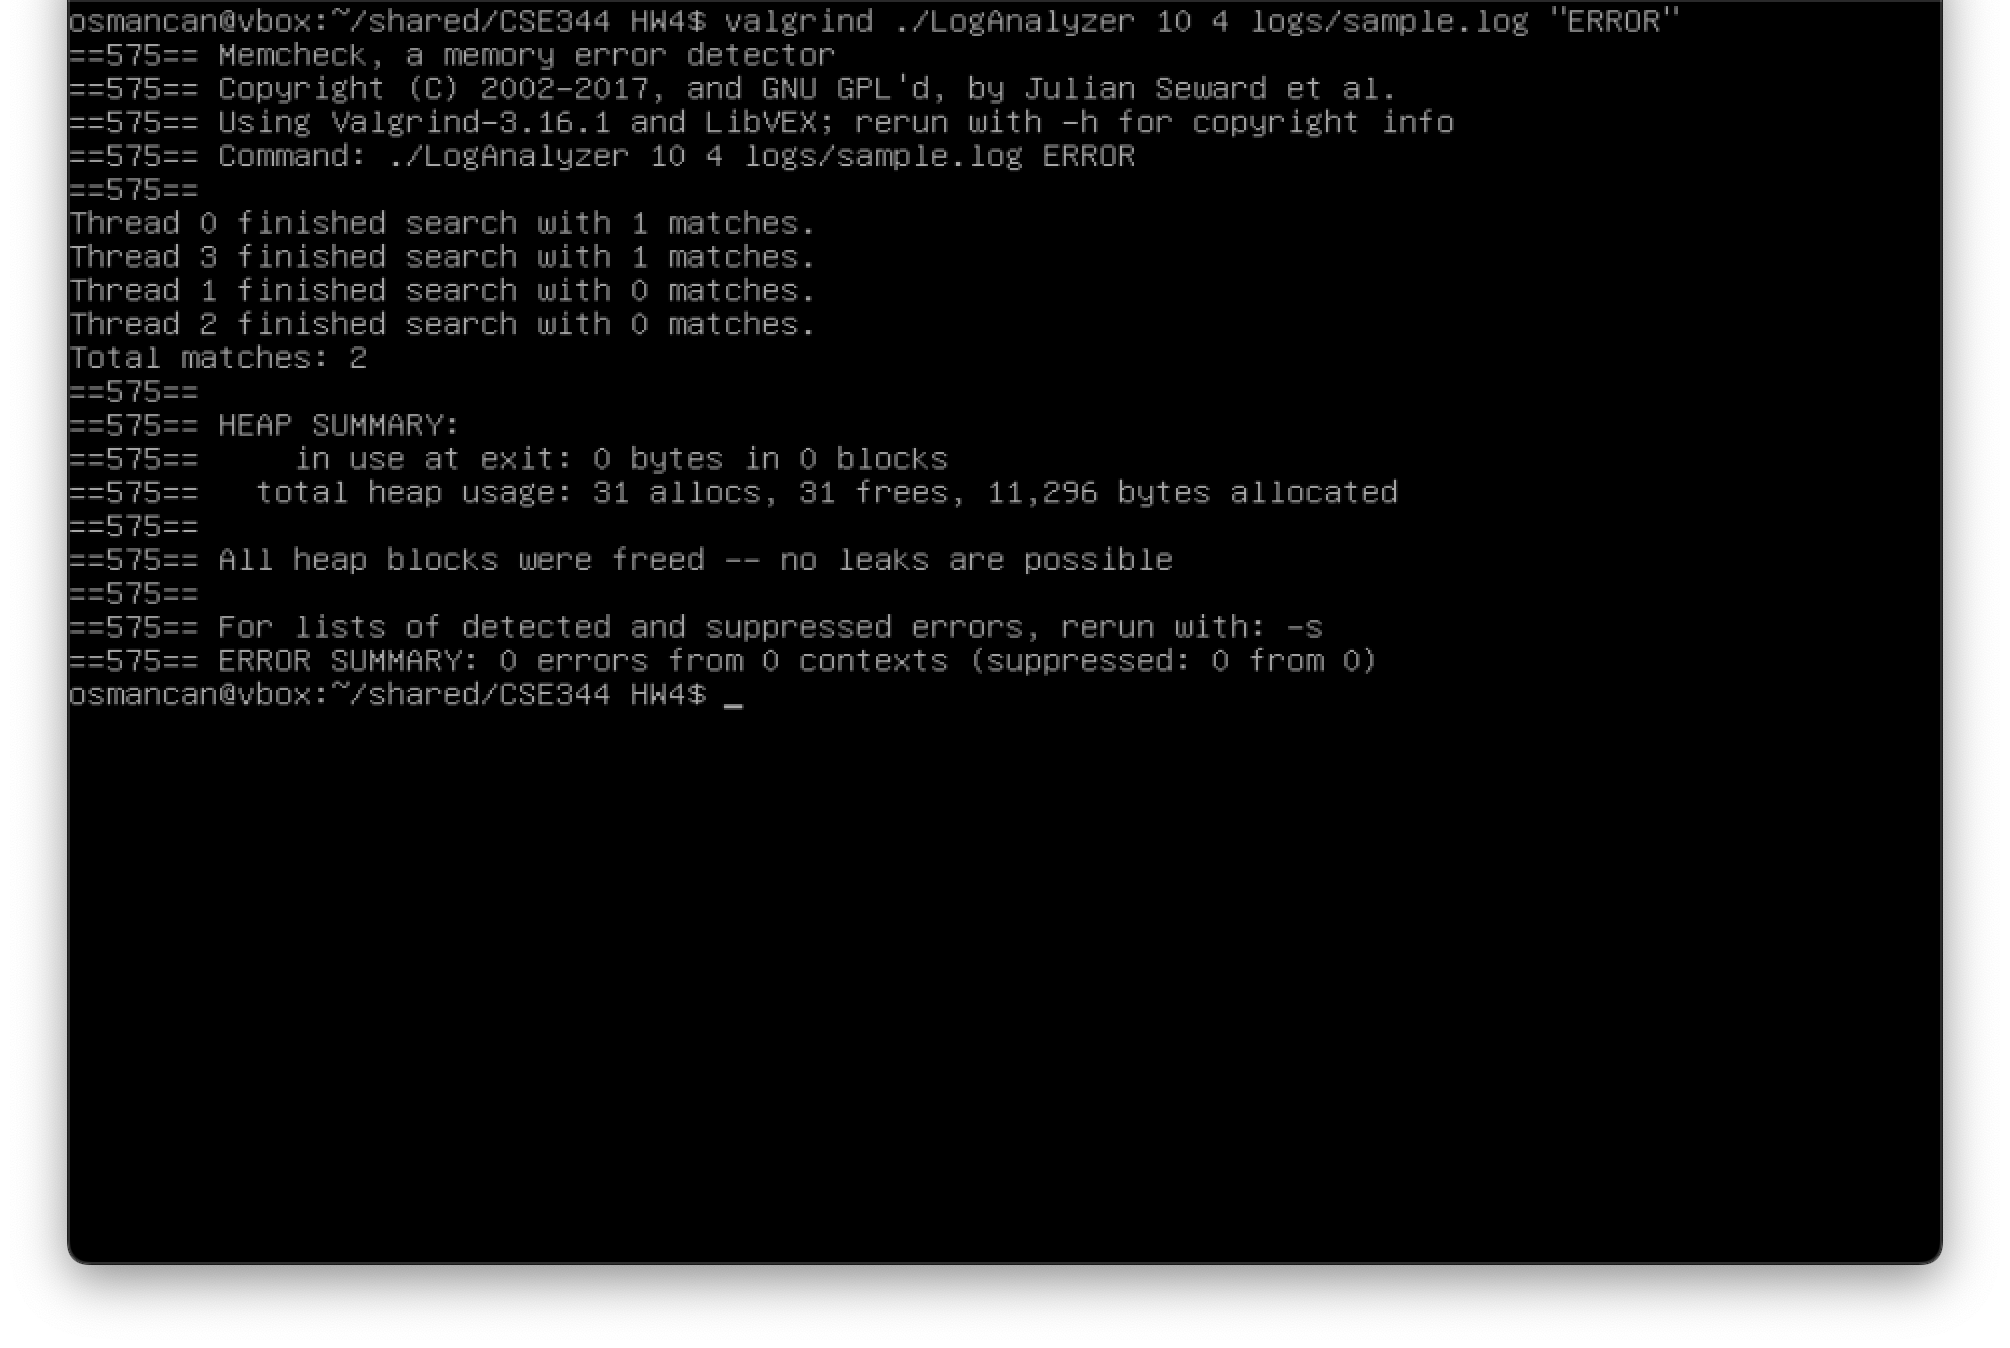 osmancan@vbox:~/shared/CSE344 HW4$ valgrind ./LogAnalyzer 10 4 logs/sample.log "ERROR"
==575== Memcheck, a memory error detector
==575== Copyright (C) 2002-2017, and GNU GPL'd, by Julian Seward et al.
==575== Using Valgrind-3.16.1 and LibVEX; rerun with -h for copyright info
==575== Command: ./LogAnalyzer 10 4 logs/sample.log ERROR
==575==
Thread 0 finished search with 1 matches.
Thread 3 finished search with 1 matches.
Thread 1 finished search with 0 matches.
Thread 2 finished search with 0 matches.
Total matches: 2
==575==
==575== HEAP SUMMARY:
==575==     in use at exit: 0 bytes in 0 blocks
==575==   total heap usage: 31 allocs, 31 frees, 11,296 bytes allocated
==575==
==575== All heap blocks were freed -- no leaks are possible
==575==
==575== For lists of detected and suppressed errors, rerun with: -s
==575== ERROR SUMMARY: 0 errors from 0 contexts (suppressed: 0 from 0)
osmancan@vbox:~/shared/CSE344 HW4$ _